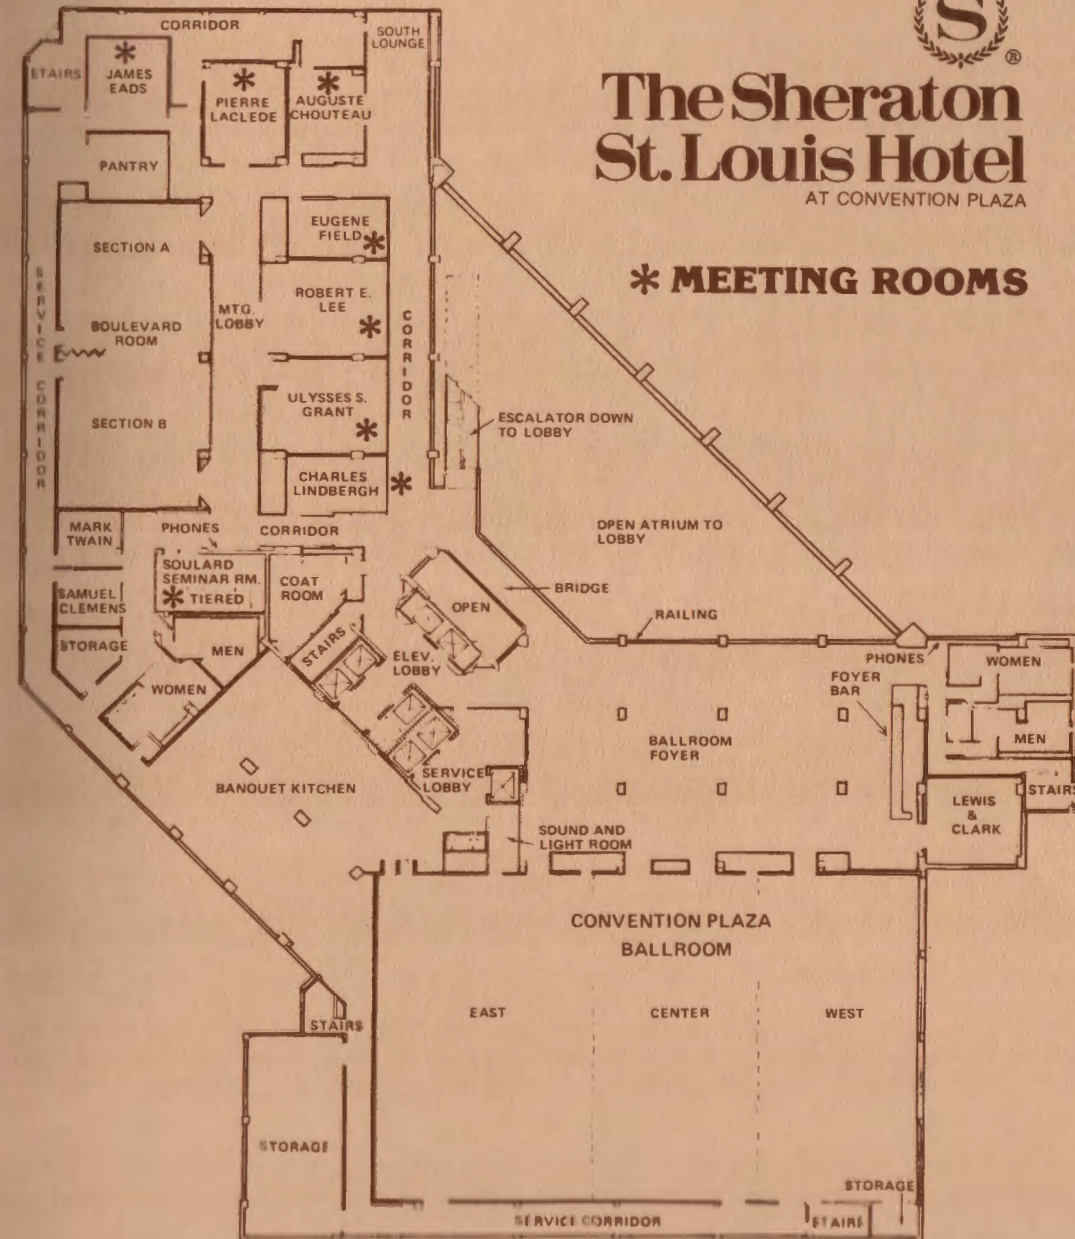 S
®
The Sheraton
St. Louis Hotel
AT CONVENTION PLAZA
* MEETING ROOMS
CORRIDOR
SOUTH
LOUNGE
STAIRS
*
JAMES
EADS
*
PIERRE
LACLEDE
*
AUGUSTE
CHOUTEAU
PANTRY
SECTION A
EUGENE
FIELD
*
SERVICE CORRIDOR
BOULEVARD
ROOM
MTG.
LOBBY
ROBERT E.
LEE
*
CORRIDOR
SECTION B
ULYSSES S.
GRANT
*
ESCALATOR DOWN
TO LOBBY
CHARLES
LINDBERGH
*
MARK
TWAIN
PHONES
CORRIDOR
OPEN ATRIUM TO
LOBBY
SOULARD
SEMINAR RM.
* TIERED
COAT
ROOM
SAMUEL
CLEMENS
OPEN
BRIDGE
RAILING
STORAGE
MEN
STAIRS
ELEV.
LOBBY
WOMEN
PHONES
WOMEN
FOYER
BAR
MEN
BALLROOM
FOYER
BANQUET KITCHEN
SERVICE
LOBBY
STAIRS
LEWIS
&
CLARK
SOUND AND
LIGHT ROOM
CONVENTION PLAZA
BALLROOM
EAST
CENTER
WEST
STAIRS
STORAGE
STORAGE
SERVICE CORRIDOR
STAIRS